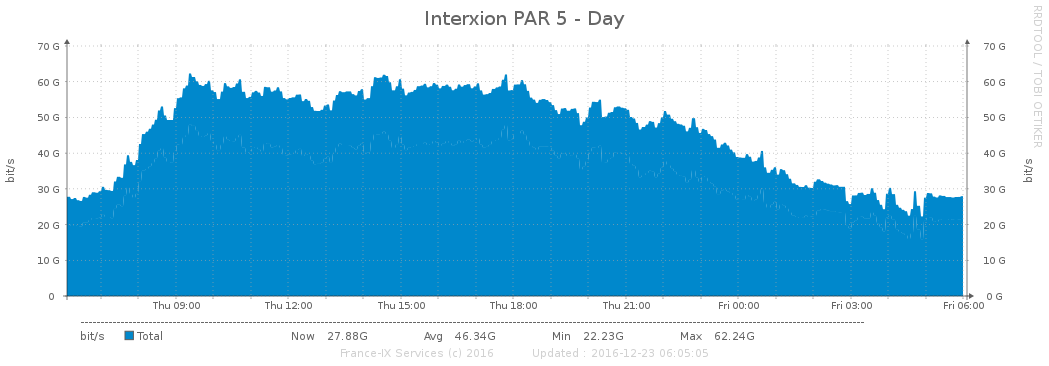 Interxion PAR 5 - Day
RRDTOOL / TOBI OETIKER
70 G 70 G
60 G 60 G
50 G 50 G
40 G 40 G
30 G 30 G
20 G 20 G
10 G 10 G
0 0 G
bit/s bit/s
Thu 09:00 Thu 12:00 Thu 15:00 Thu 18:00 Thu 21:00 Fri 00:00 Fri 03:00 Fri 06:00
bit/s Total Now 27.88G Avg 46.34G Min 22.23G Max 62.24G
France-IX Services (c) 2016 Updated : 2016-12-23 06:05:05